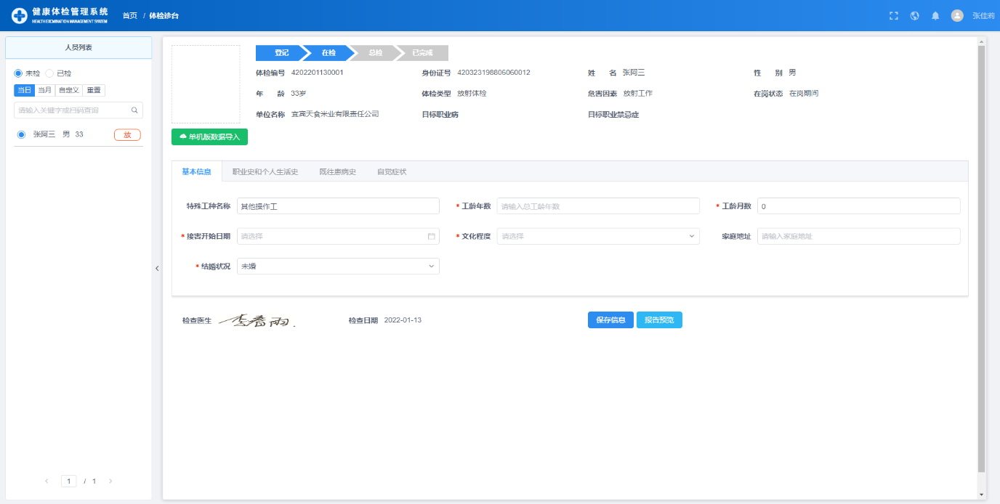 健康体检管理系统
HEALTH EXCMINATION MANAGEMENT SYSTEM
首页 / 体检诊台
张佳莉
人员列表
未检 已检
当日 当月 自定义 重置
请输入关键字或扫码查询
张阿三 男 33 放
1 / 1
登记 在检 总检 已完成
体检编号 4202201130001 身份证号 420323198806060012 姓 名 张阿三 性 别 男
年 龄 33岁 体检类型 放射体检 危害因素 放射工作 在岗状态 在岗期间
单位名称 宜宾天食米业有限责任公司 目标职业病 目标职业禁忌症
单机版数据导入
基本信息 职业史和个人生活史 既往患病史 自觉症状
特殊工种名称 其他操作工 * 工龄年数 请输入总工龄年数 * 工龄月数 0
* 接害开始日期 请选择 * 文化程度 请选择 家庭地址 请输入家庭地址
* 结婚状况 未婚
检查医生 李春雨 检查日期 2022-01-13 保存信息 报告预览